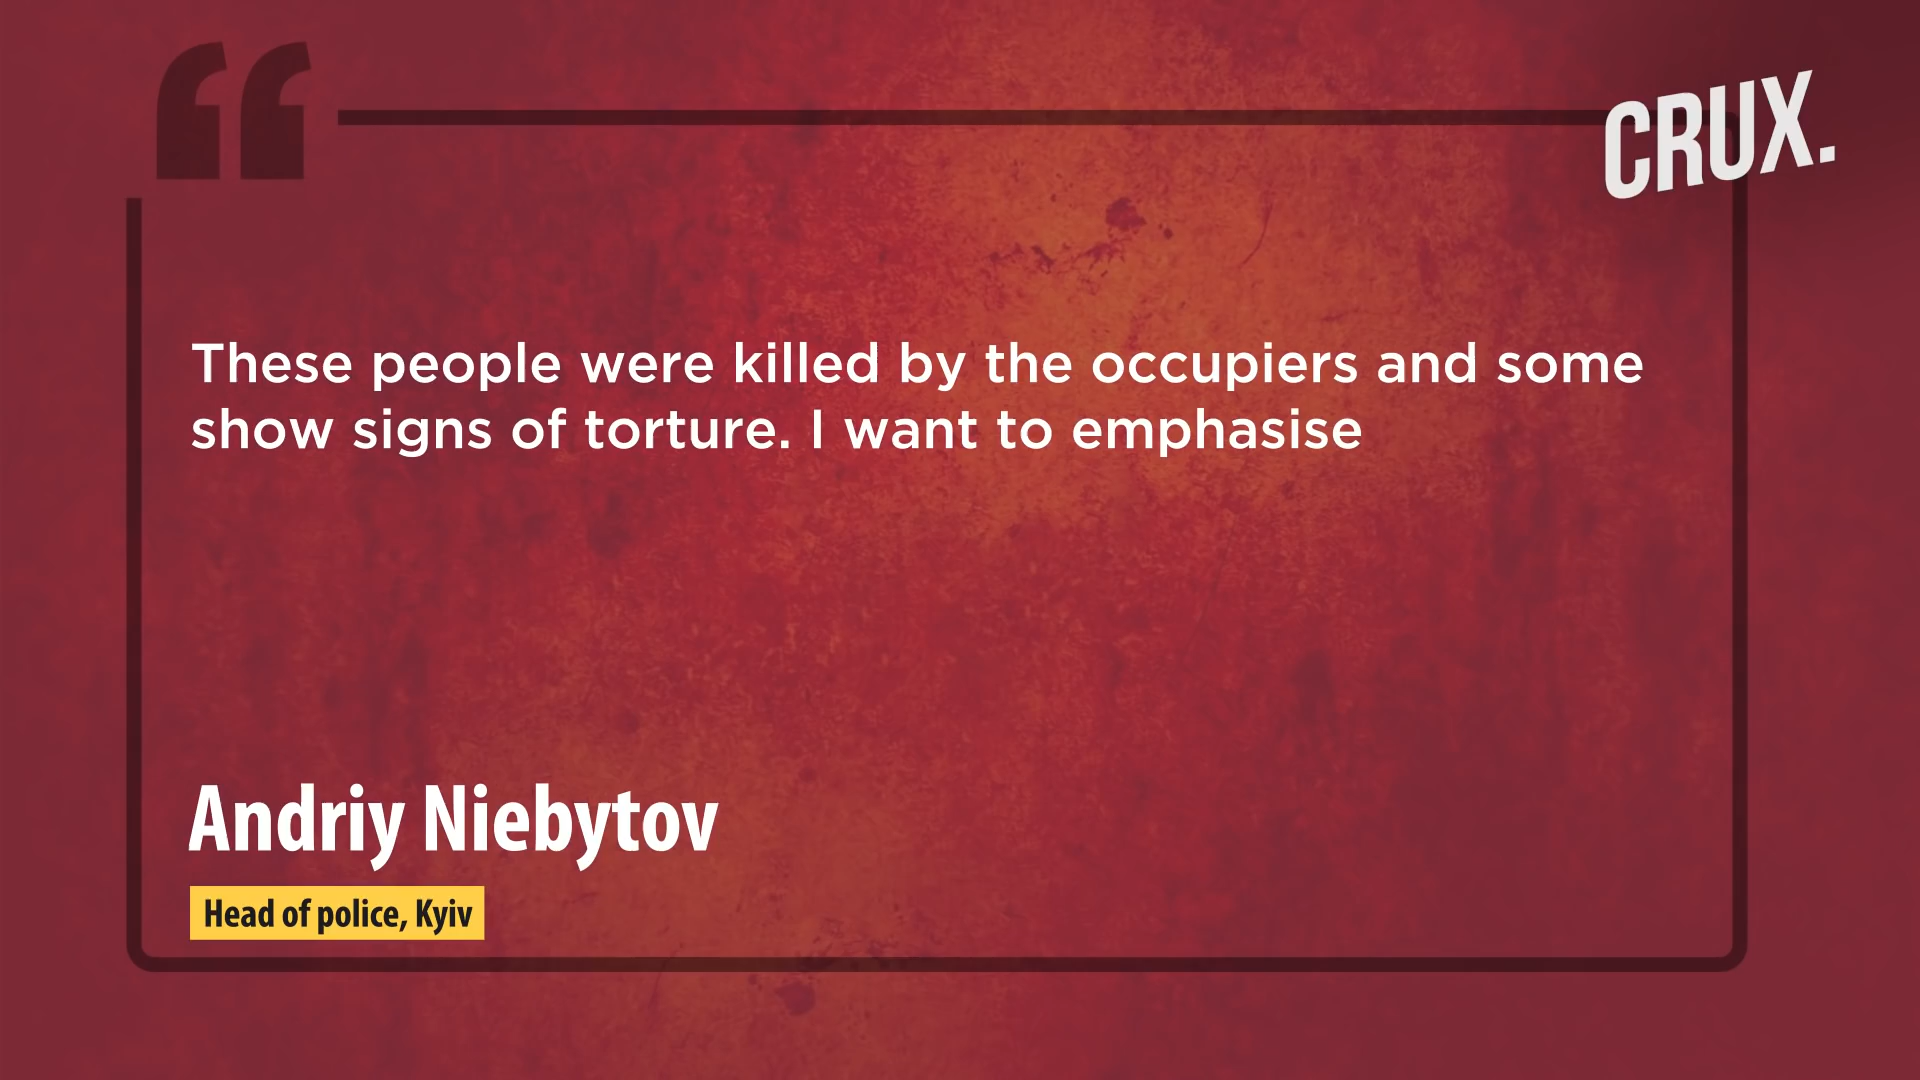 CRUX.
These people were killed by the occupiers and some
show signs of torture. I want to emphasise
Andriy Niebytov
Head of police, Kyiv